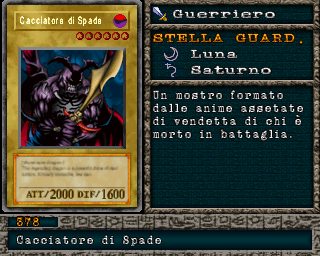 Cacciatore di Spade
ATT/2000 DIF/1600
Guerriero
STELLA GUARD.
Luna
Saturno
Un mostro formato
dalle anime assetate
di vendetta di chi è
morto in battaglia.
378
Cacciatore di Spade